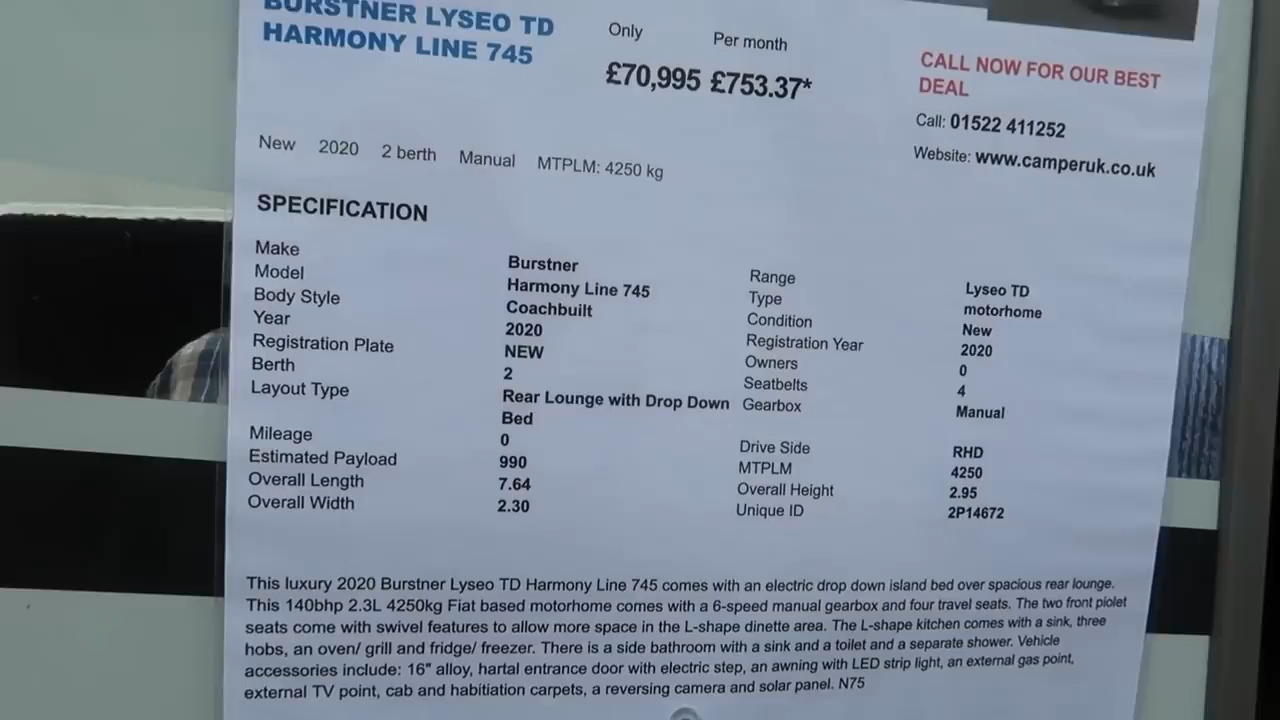 BURSTNER LYSEO TD
HARMONY LINE 745
Only Per month
£70,995 £753.37*
CALL NOW FOR OUR BEST
DEAL
Call: 01522 411252
Website: www.camperuk.co.uk
New 2020 2 berth Manual MTPLM: 4250 kg
SPECIFICATION
Make Burstner
Model Harmony Line 745
Body Style Coachbuilt
Year 2020
Registration Plate NEW
Berth 2
Layout Type Rear Lounge with Drop Down
Bed
Mileage 0
Estimated Payload 990
Overall Length 7.64
Overall Width 2.30
Range Lyseo TD
Type motorhome
Condition New
Registration Year 2020
Owners 0
Seatbelts 4
Gearbox Manual
Drive Side RHD
MTPLM 4250
Overall Height 2.95
Unique ID 2P14672
This luxury 2020 Burstner Lyseo TD Harmony Line 745 comes with an electric drop down island bed over spacious rear lounge.
This 140bhp 2.3L 4250kg Fiat based motorhome comes with a 6-speed manual gearbox and four travel seats. The two front piolet
seats come with swivel features to allow more space in the L-shape dinette area. The L-shape kitchen comes with a sink, three
hobs, an oven/ grill and fridge/ freezer. There is a side bathroom with a sink and a toilet and a separate shower. Vehicle
accessories include: 16" alloy, hartal entrance door with electric step, an awning with LED strip light, an external gas point,
external TV point, cab and habitiation carpets, a reversing camera and solar panel. N75